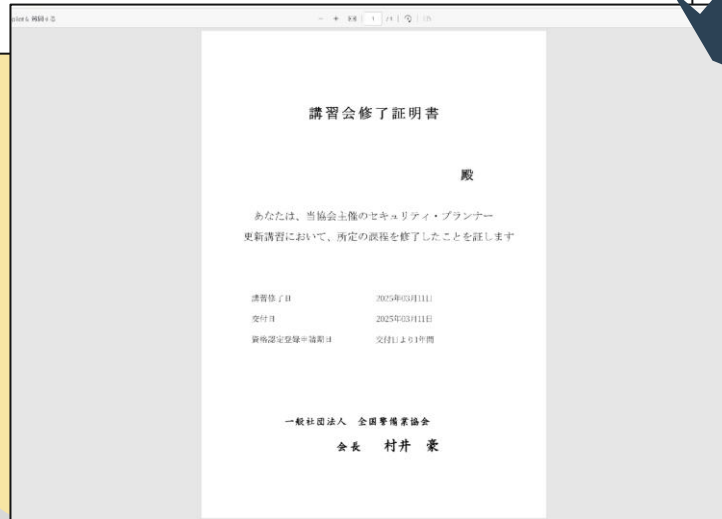 1
講習会修了証明書
殿
あなたは、当協会主催のセキュリティ・プランナー
更新講習において、所定の課程を修了したことを証します
講習修了日 2025年03月11日
交付日 2025年03月11日
資格認定登録申請期日 交付日より1年間
一般社団法人 全国警備業協会
会長 村井 豪